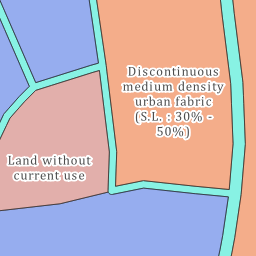 Discontinuous
medium density
urban fabric
(S.L. : 30% -
50%)
Land without
current use